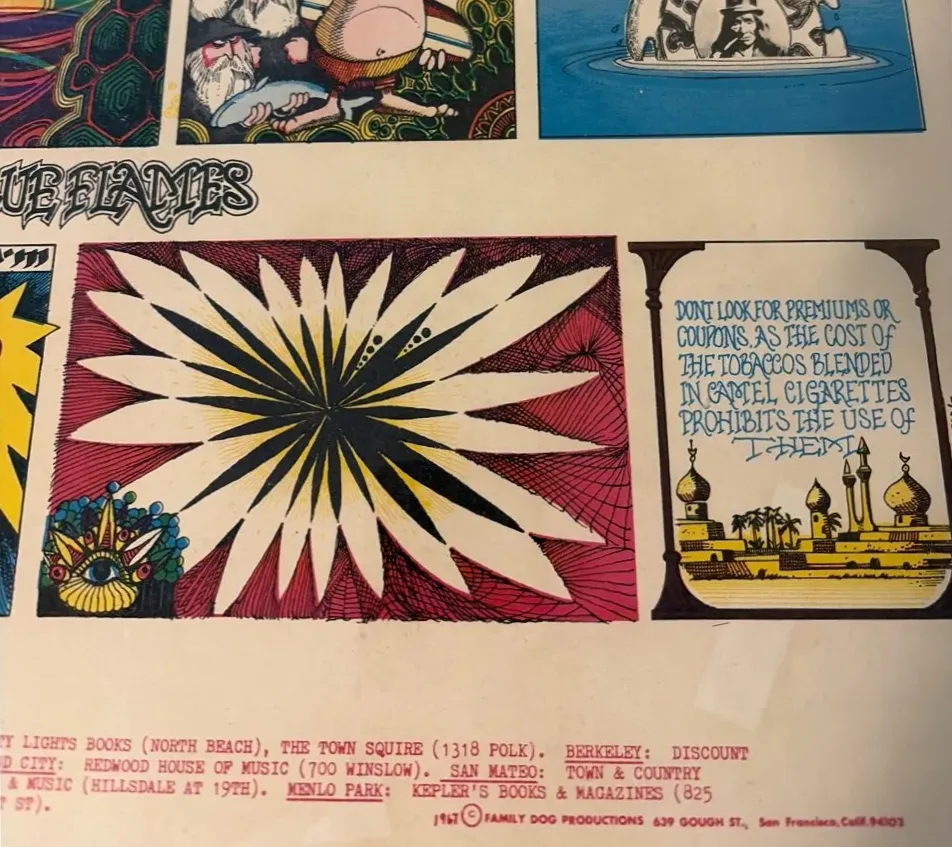 UE FLAMES
DONT LOOK FOR PREMIUMS OR
COUPONS, AS THE COST OF
THE TOBACCOS BLENDED
IN CAMEL CIGARETTES
PROHIBITS THE USE OF
THEM
Y LIGHTS BOOKS (NORTH BEACH), THE TOWN SQUIRE (1318 POLK). BERKELEY: DISCOUNT
D CITY: REDWOOD HOUSE OF MUSIC (700 WINSLOW). SAN MATEO: TOWN & COUNTRY
& MUSIC (HILLSDALE AT 19TH). MENLO PARK: KEPLER'S BOOKS & MAGAZINES (825
T ST).
1967 © FAMILY DOG PRODUCTIONS 639 GOUGH ST., San Francisco, Calif. 94102